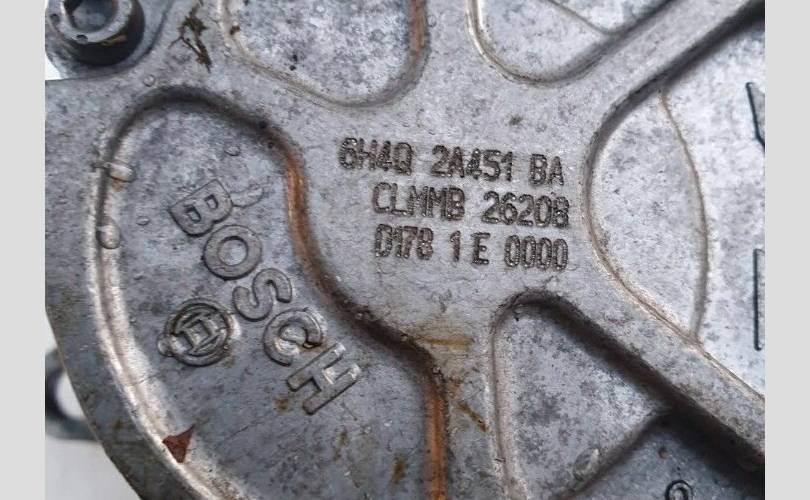 6H4Q 2A451 BA
CLMMB 26208
D178 1 E 0000
BOSCH